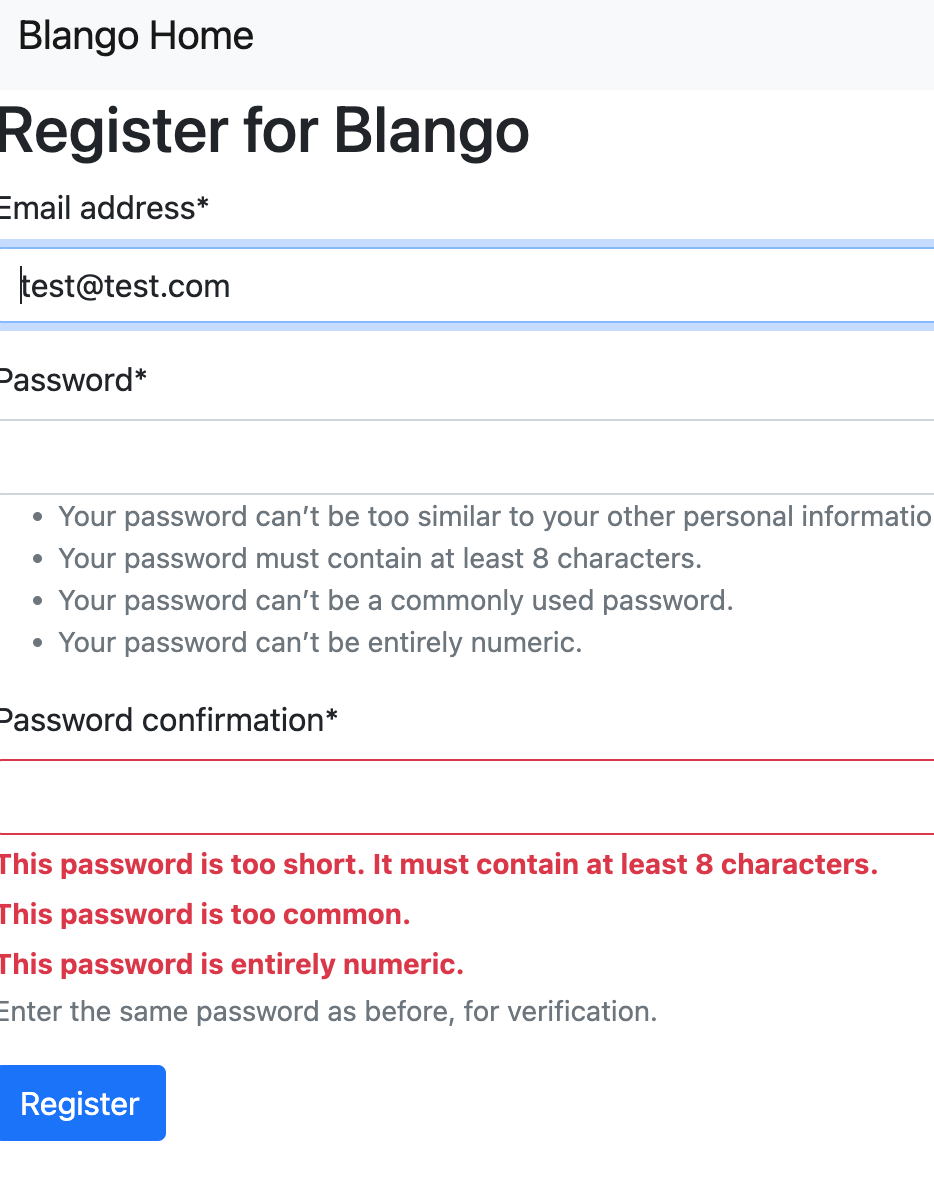 Blango Home
Register for Blango
Email address*
test@test.com
Password*
• Your password can’t be too similar to your other personal informatio
• Your password must contain at least 8 characters.
• Your password can’t be a commonly used password.
• Your password can’t be entirely numeric.
Password confirmation*
This password is too short. It must contain at least 8 characters.
This password is too common.
This password is entirely numeric.
Enter the same password as before, for verification.
Register